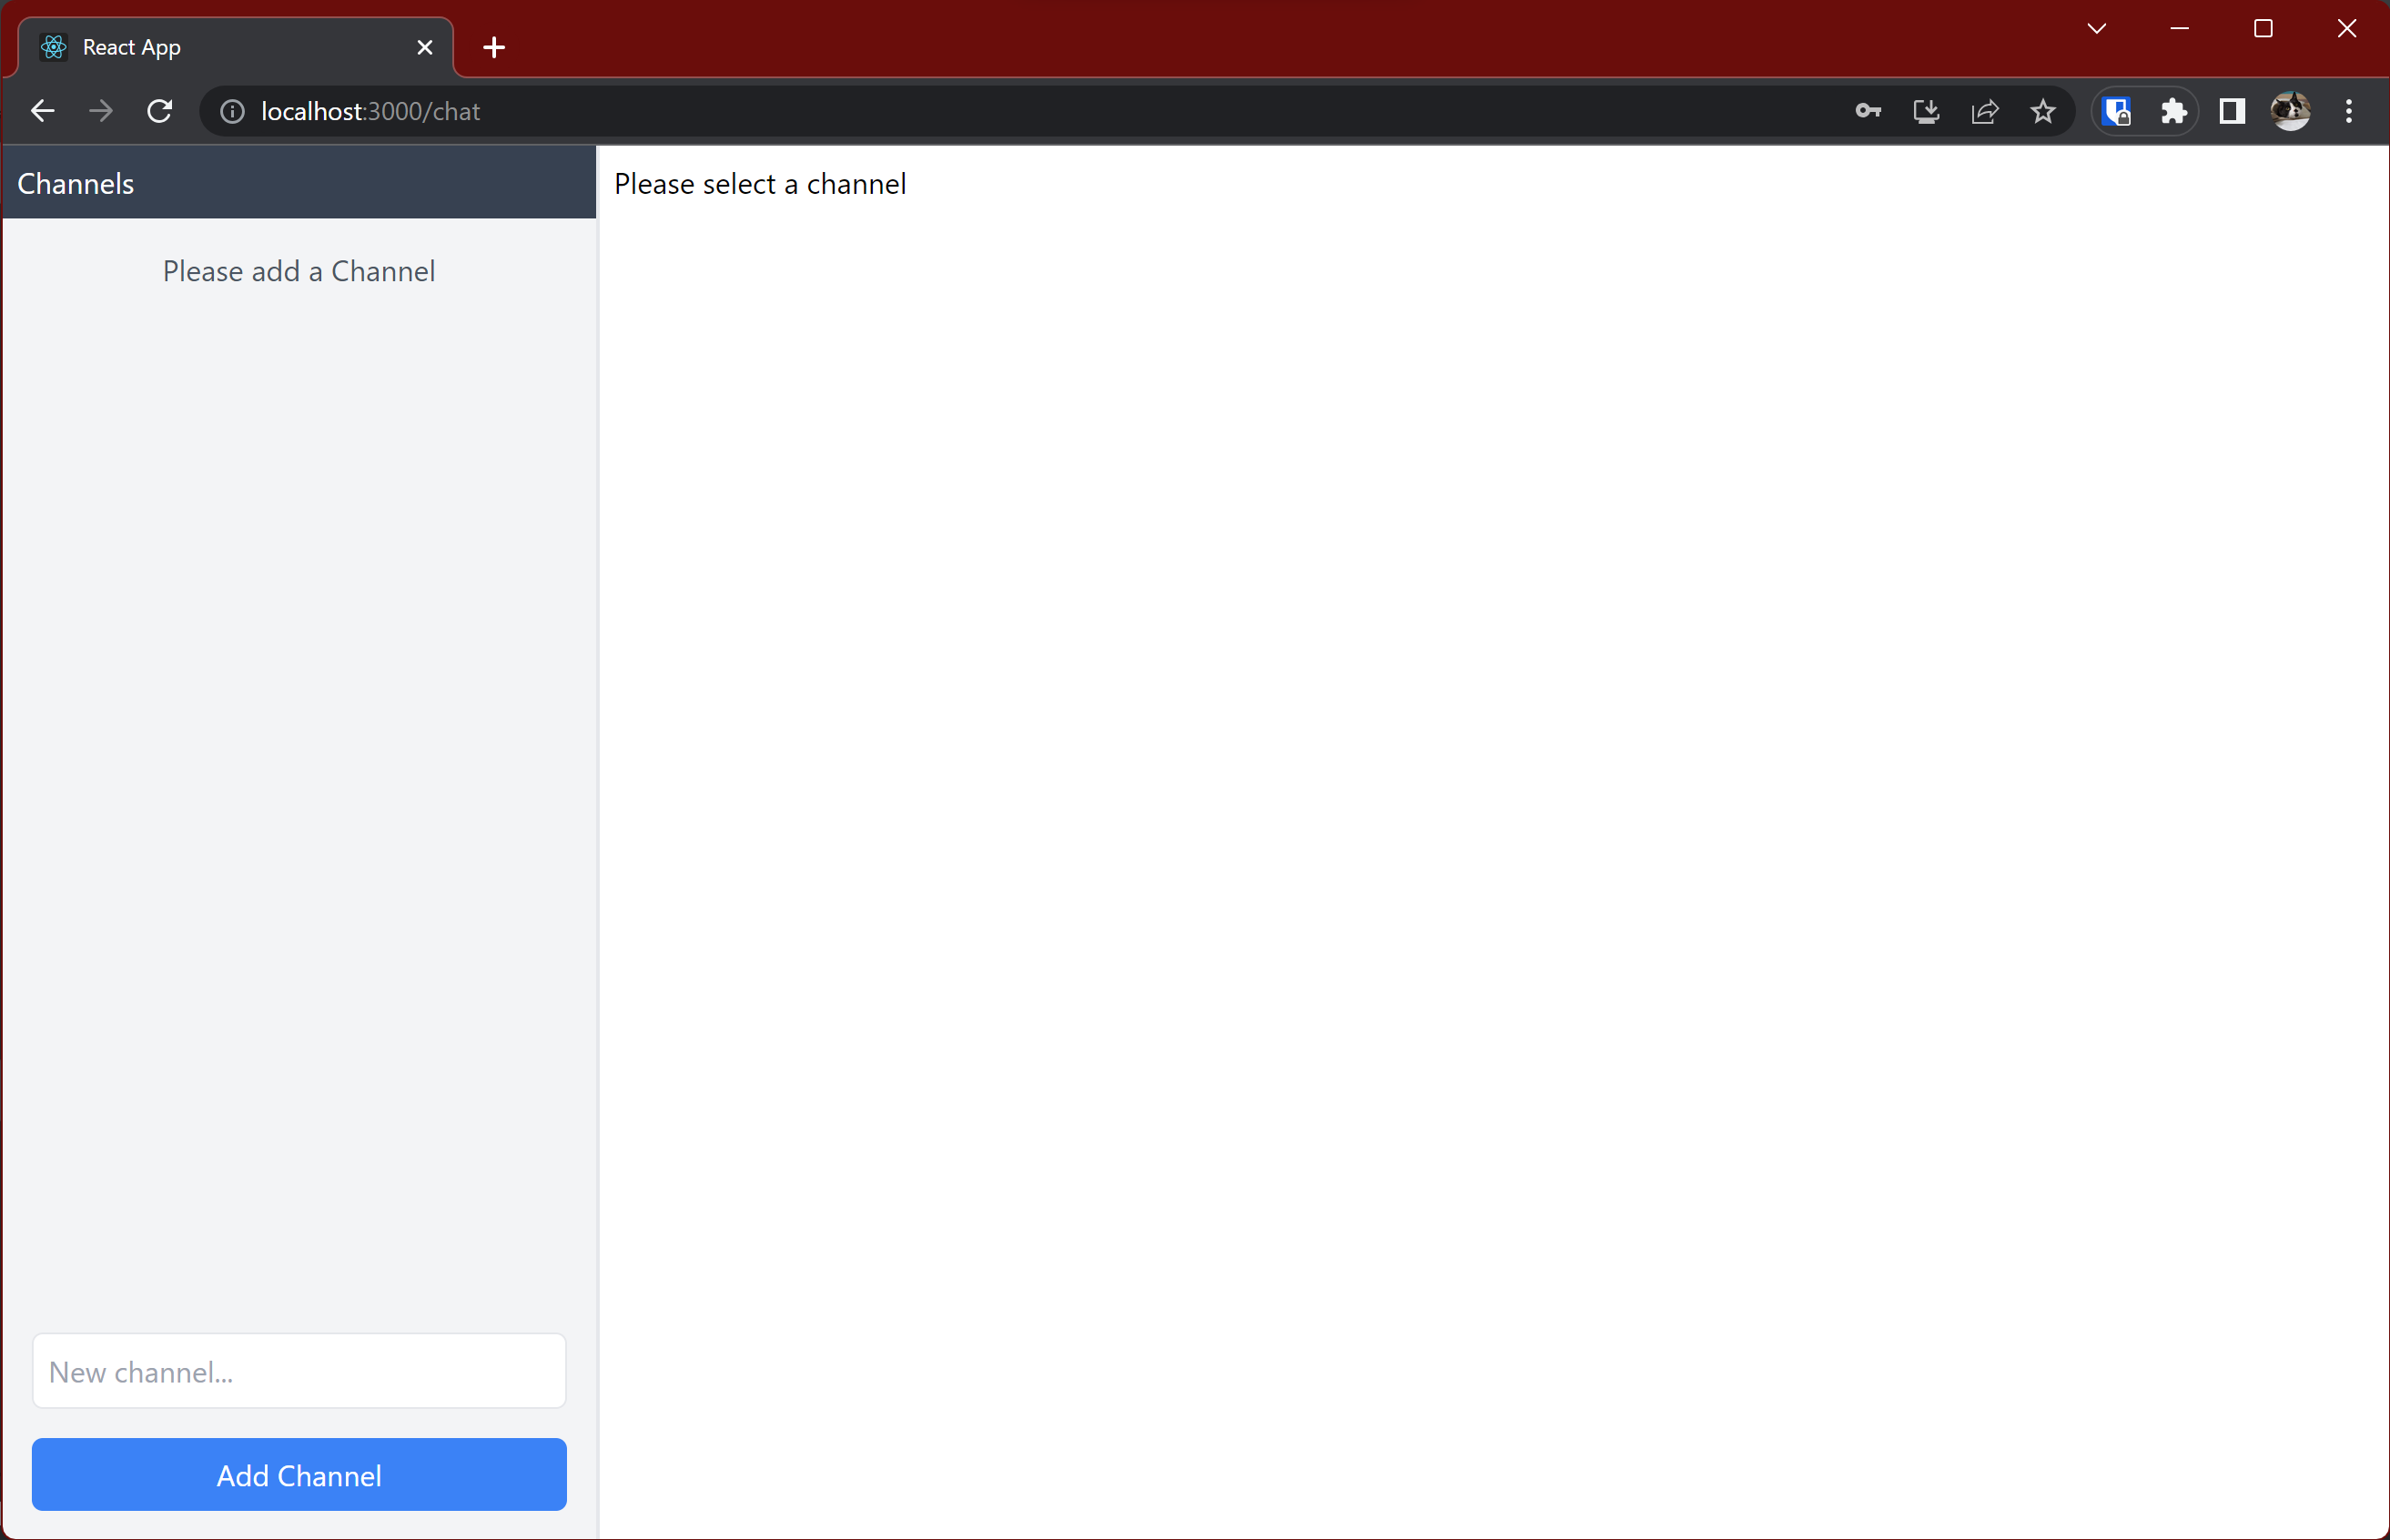 React App
localhost:3000/chat
Channels
Please select a channel
Please add a Channel
New channel...
Add Channel